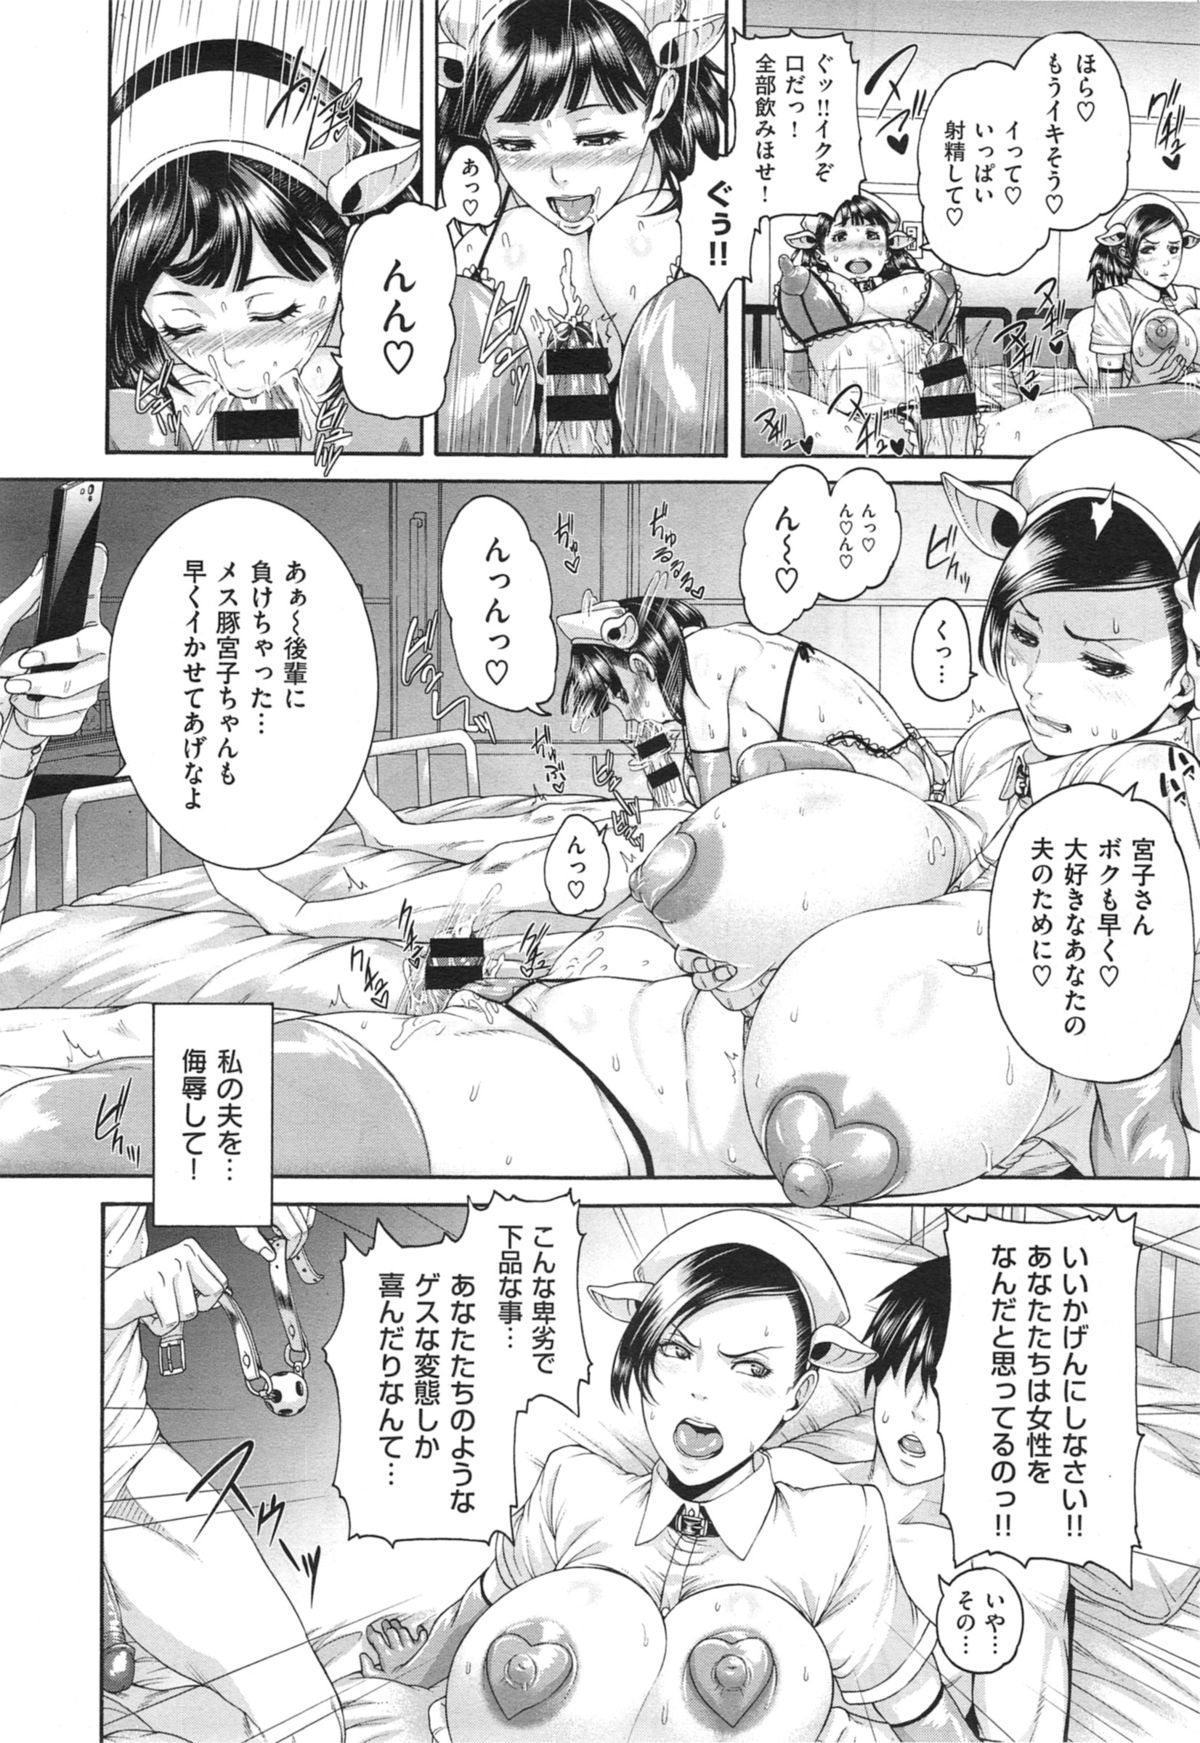 ほら♡
もうイキそう♡
イって♡
いっぱい
射精して♡
ぐッ!!イクぞ
口だっ！
全部飲みほせ！
ぐぅ!!
あっ♡
んん♡
んっ♡
ん♡ん♡
ん〜♡
んっんっ♡
くっ…
宮子さん
ボクも早く♡
大好きなあなたの
夫のために♡
あぁ〜後輩に
負けちゃった…
メス豚宮子ちゃんも
早くイかせてあげなよ
んっ♡
私の夫を…
侮辱して！
いいかげんにしなさい!!
あなたたちは女性を
なんだと思ってるのっ!!
いや…
その…
こんな卑劣で
下品な事…
あなたたちのような
ゲスな変態しか
喜んだりなんて…
スッ